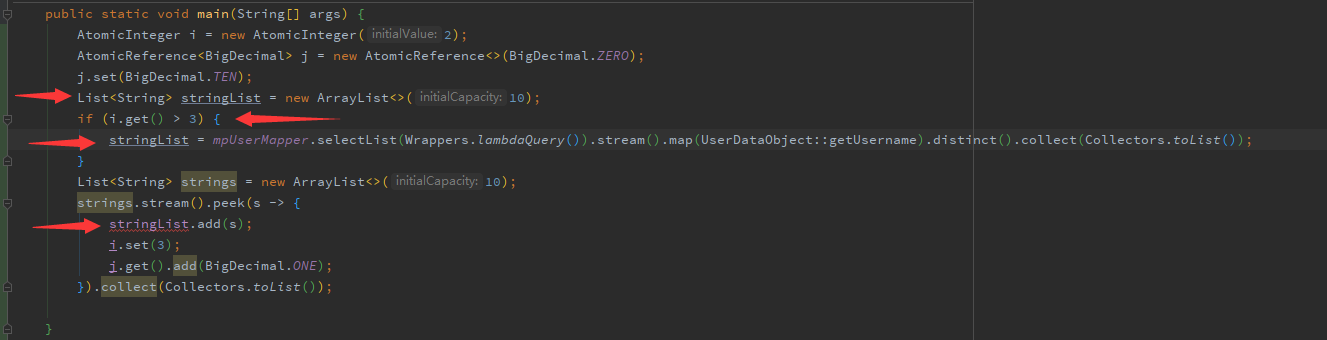 public static void main(String[] args) {
AtomicInteger i = new AtomicInteger( initialValue: 2);
AtomicReference<BigDecimal> j = new AtomicReference<>(BigDecimal.ZERO);
j.set(BigDecimal.TEN);
List<String> stringList = new ArrayList<>( initialCapacity: 10);
if (i.get() > 3) {
stringList = mpUserMapper.selectList(Wrappers.lambdaQuery()).stream().map(UserDataObject::getUsername).distinct().collect(Collectors.toList());
}
List<String> strings = new ArrayList<>( initialCapacity: 10);
strings.stream().peek(s -> {
stringList.add(s);
i.set(3);
j.get().add(BigDecimal.ONE);
}).collect(Collectors.toList());
}